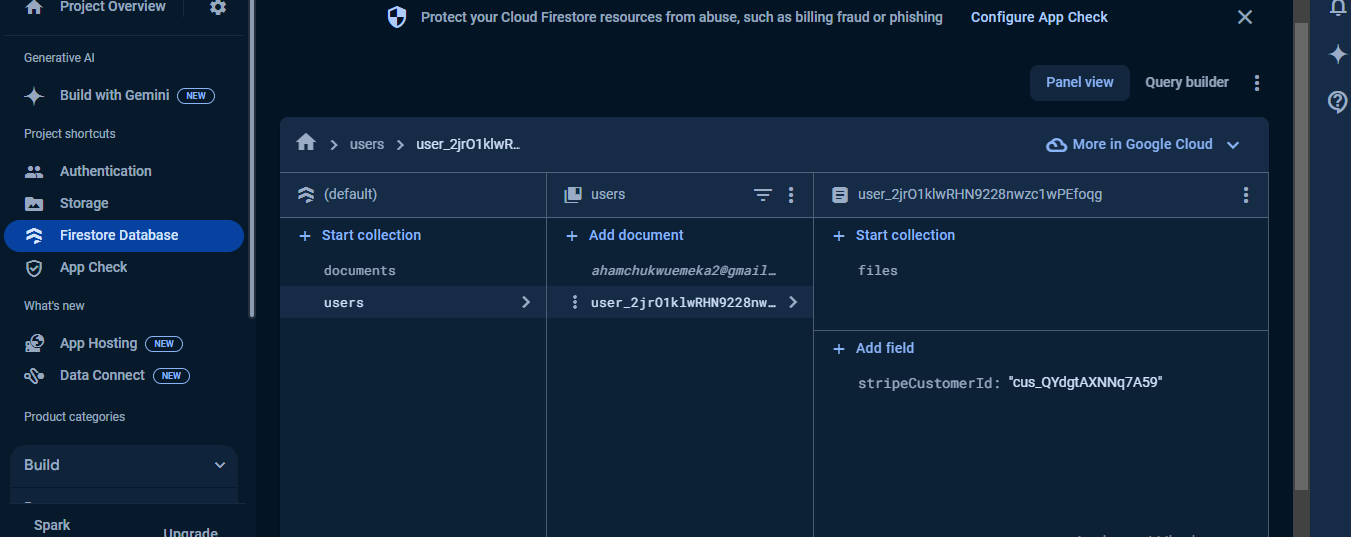 Project Overview
Protect your Cloud Firestore resources from abuse, such as billing fraud or phishing Configure App Check
Generative AI
Build with Gemini NEW
Project shortcuts
Authentication
Storage
Firestore Database
App Check
What's new
App Hosting NEW
Data Connect NEW
Product categories
Build
Spark
Upgrade
Panel view Query builder
users user_2jrO1klwR…
More in Google Cloud
(default)
Start collection
documents
users
users
Add document
ahamchukwuemeka2@gmail…
user_2jrO1klwRHN9228nw…
user_2jrO1klwRHN9228nwzc1wPEfoqg
Start collection
files
Add field
stripeCustomerId: "cus_QYdgtAXNNq7A59"